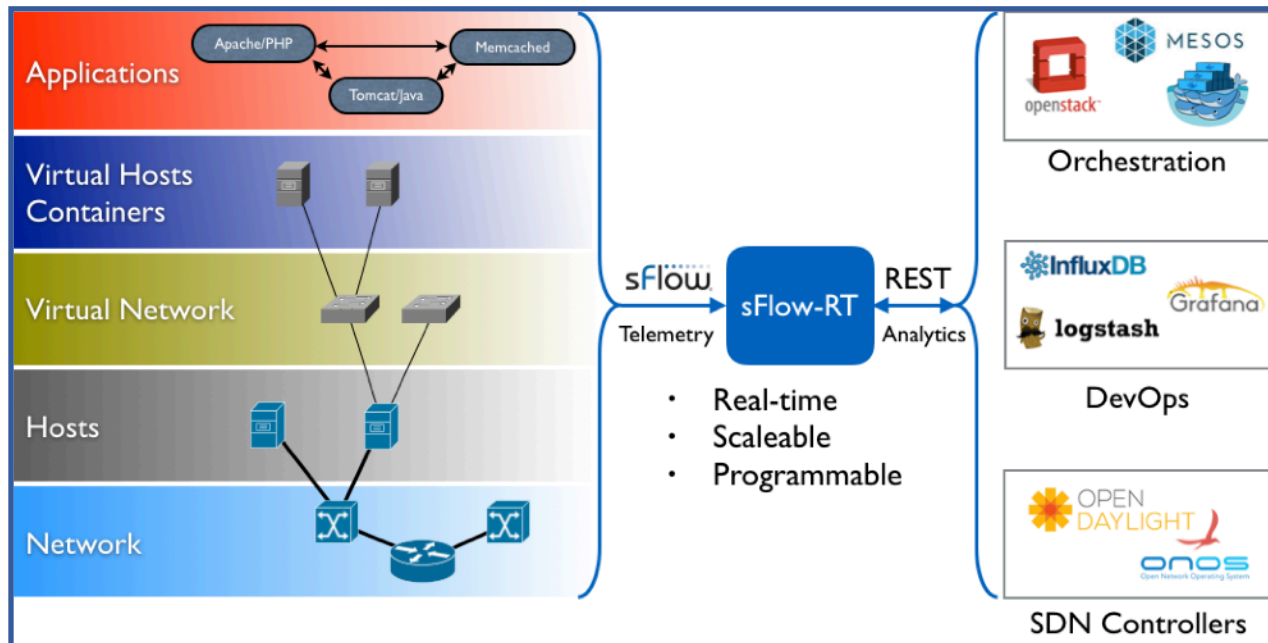 Applications
Apache/PHP
Memcached
Tomcat/Java
Virtual Hosts
Containers
Virtual Network
Hosts
Network
sFlow
Telemetry
sFlow-RT
REST
Analytics
• Real-time
• Scaleable
• Programmable
openstack™
MESOS
Orchestration
InfluxDB
Grafana
logstash
DevOps
OPEN
DAYLIGHT
onos
Open Network Operating System
SDN Controllers